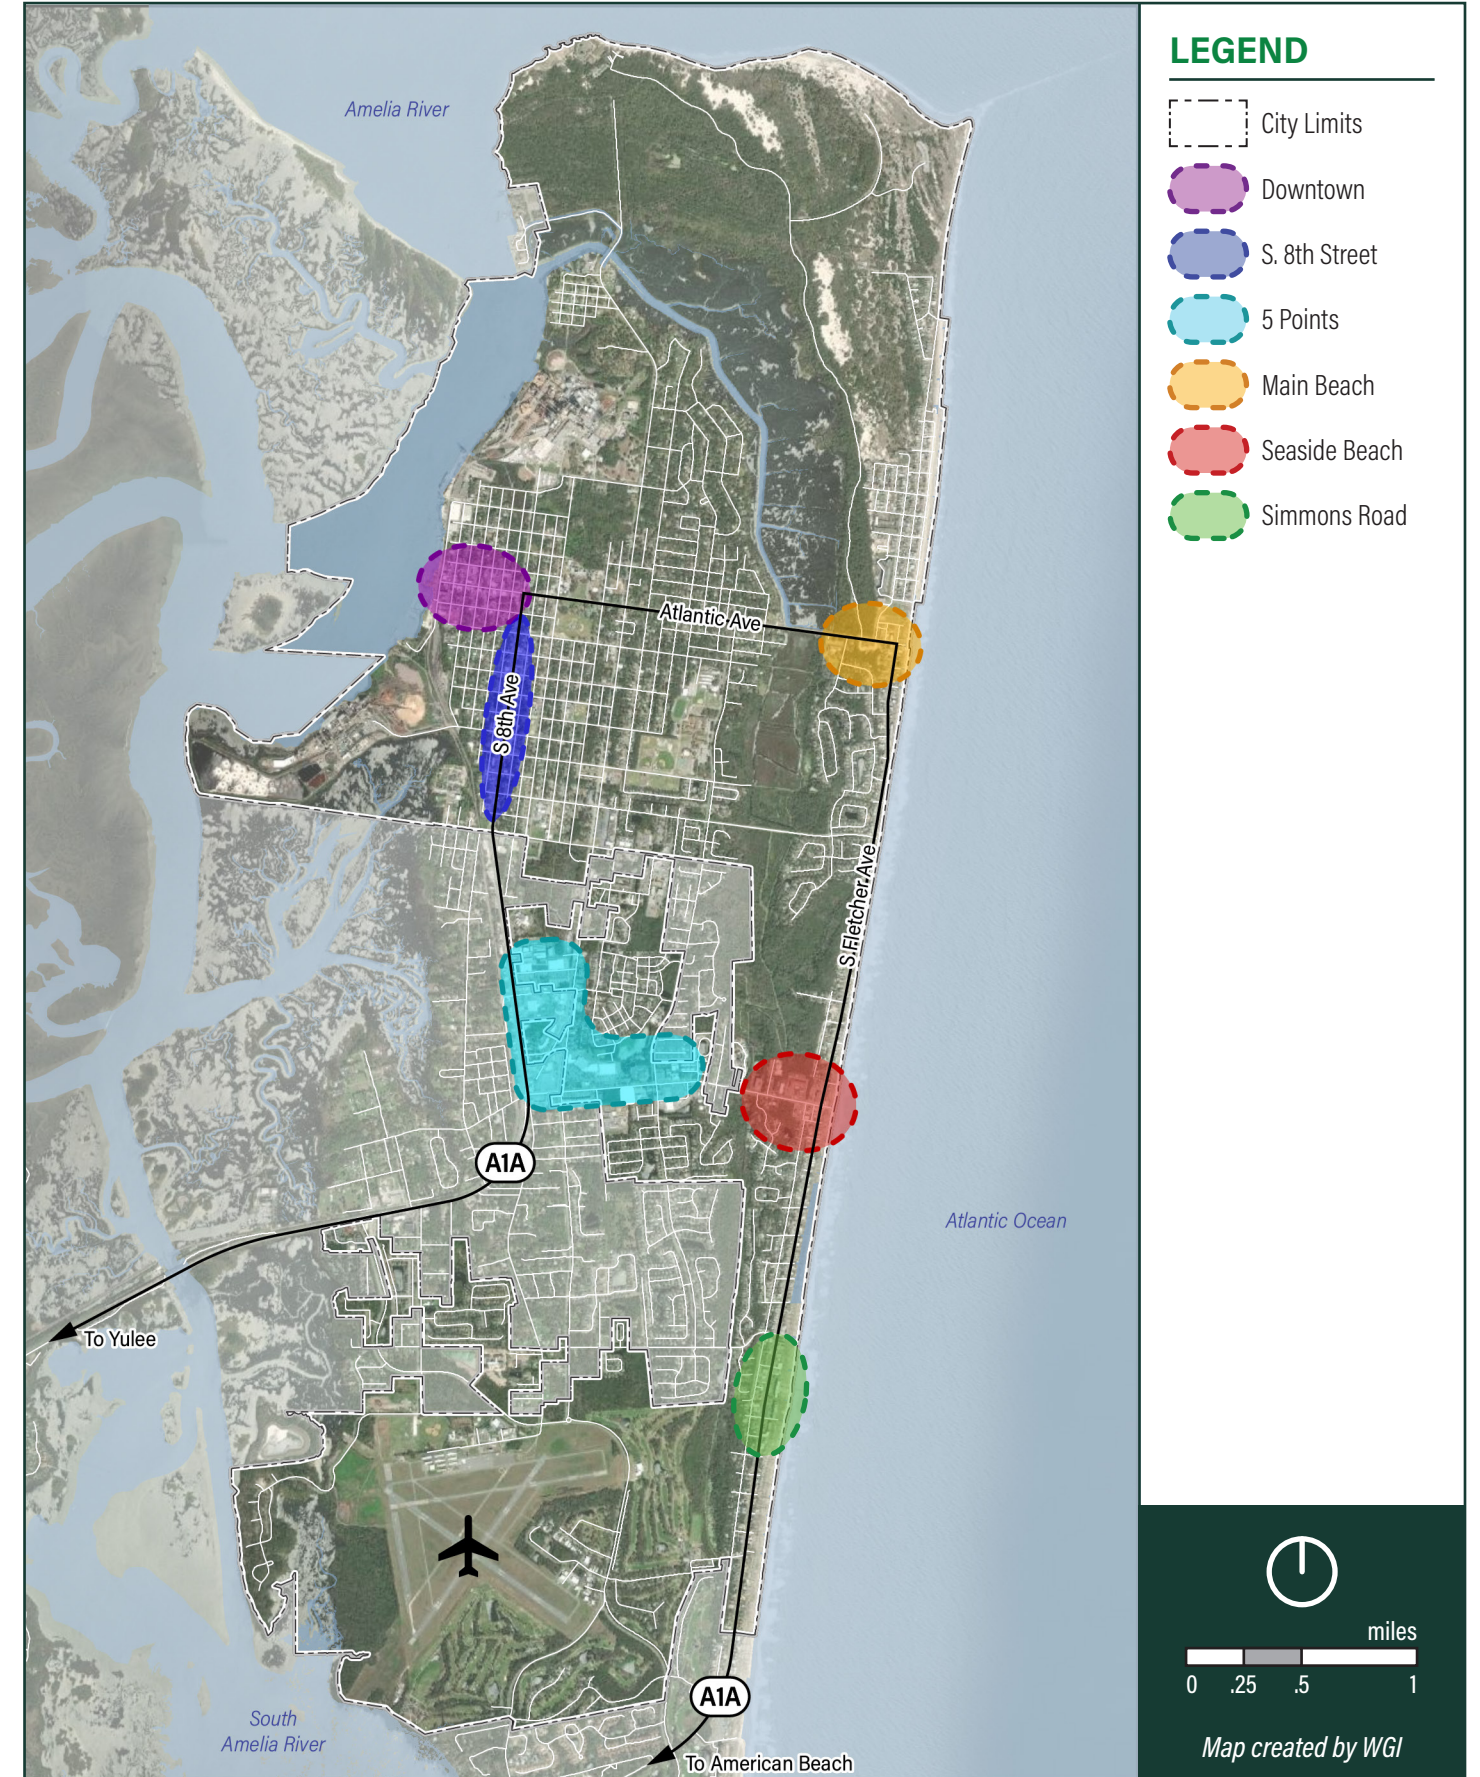 LEGEND
City Limits
Downtown
S. 8th Street
5 Points
Main Beach
Seaside Beach
Simmons Road
Amelia River
Atlantic Ave
S 8th Ave
S Fletcher Ave
A1A
Atlantic Ocean
To Yulee
A1A
South
Amelia River
To American Beach
miles
0 .25 .5 1
Map created by WGI